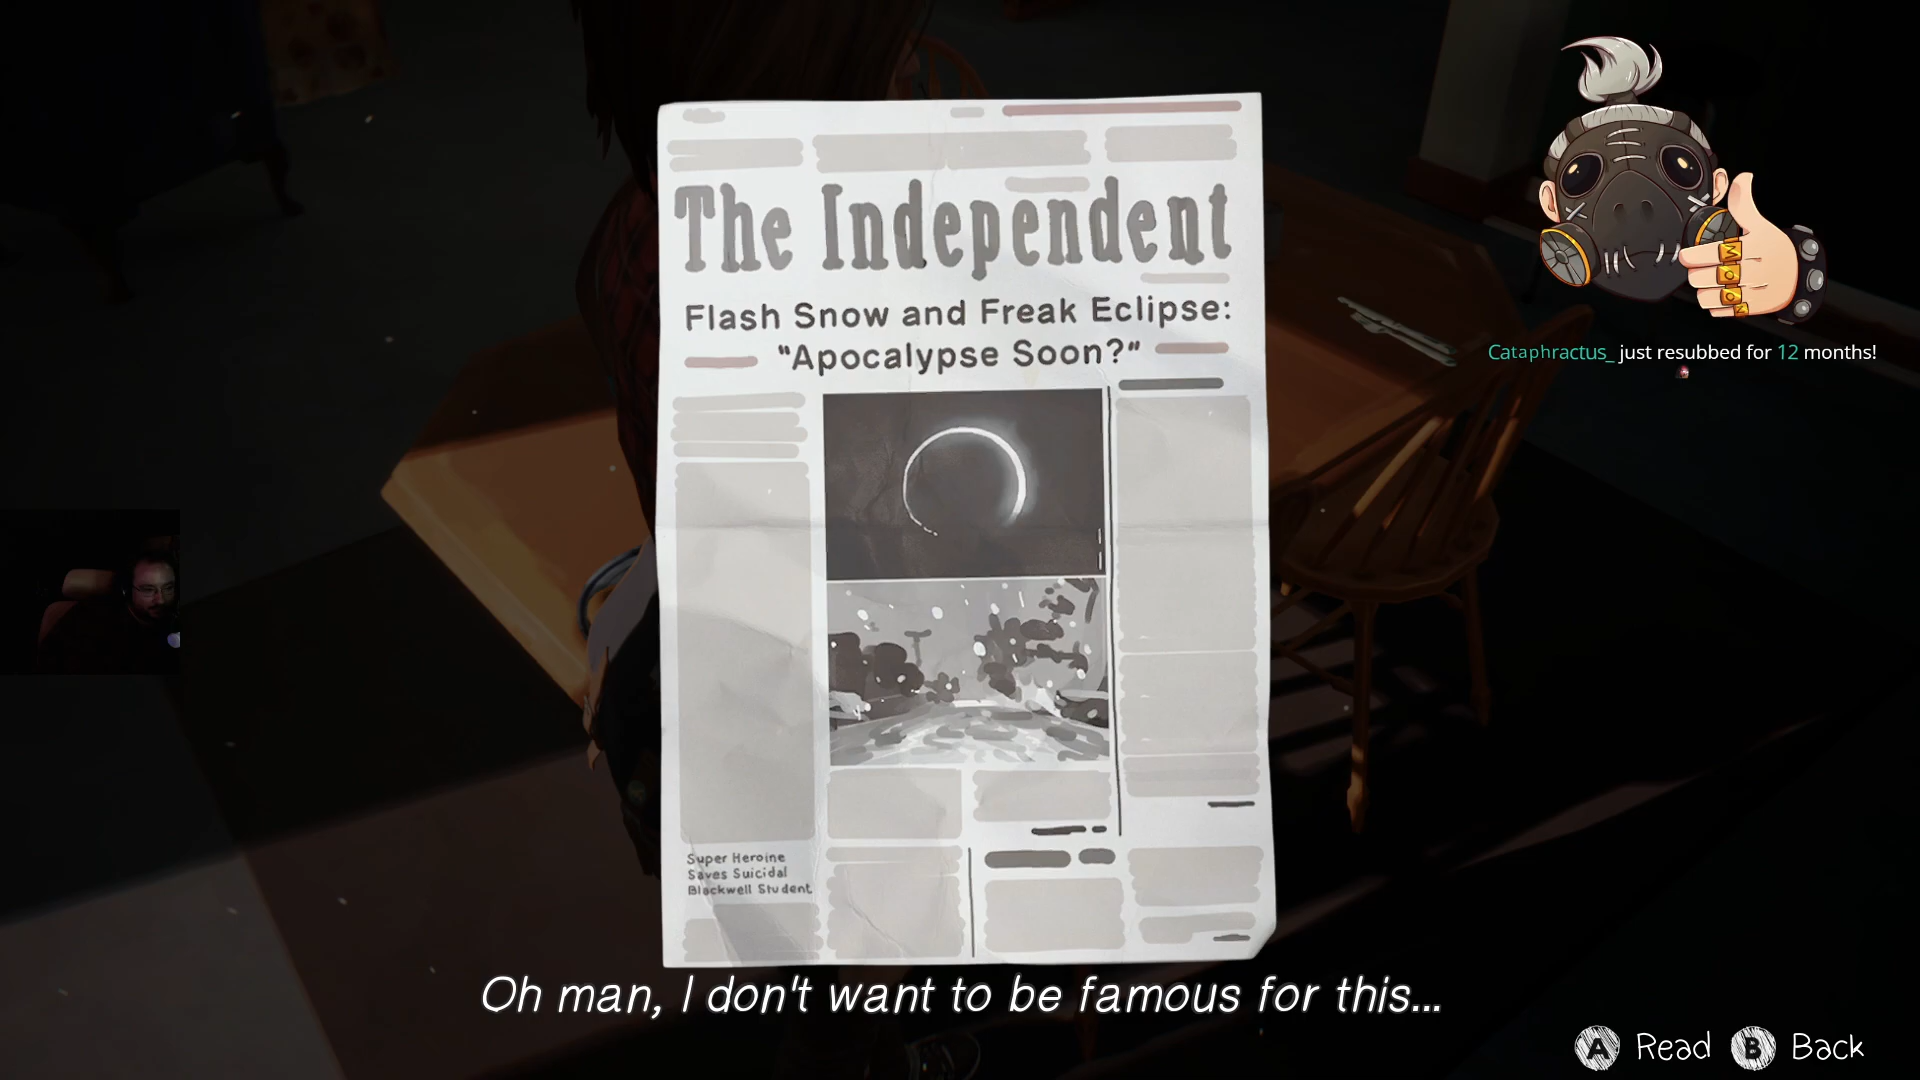 The Independent
Flash Snow and Freak Eclipse:
"Apocalypse Soon?"
Cataphractus_ just resubbed for 12 months!
Super Heroine
Saves Suicidal
Blackwell Student
Oh man, I don't want to be famous for this...
A Read B Back